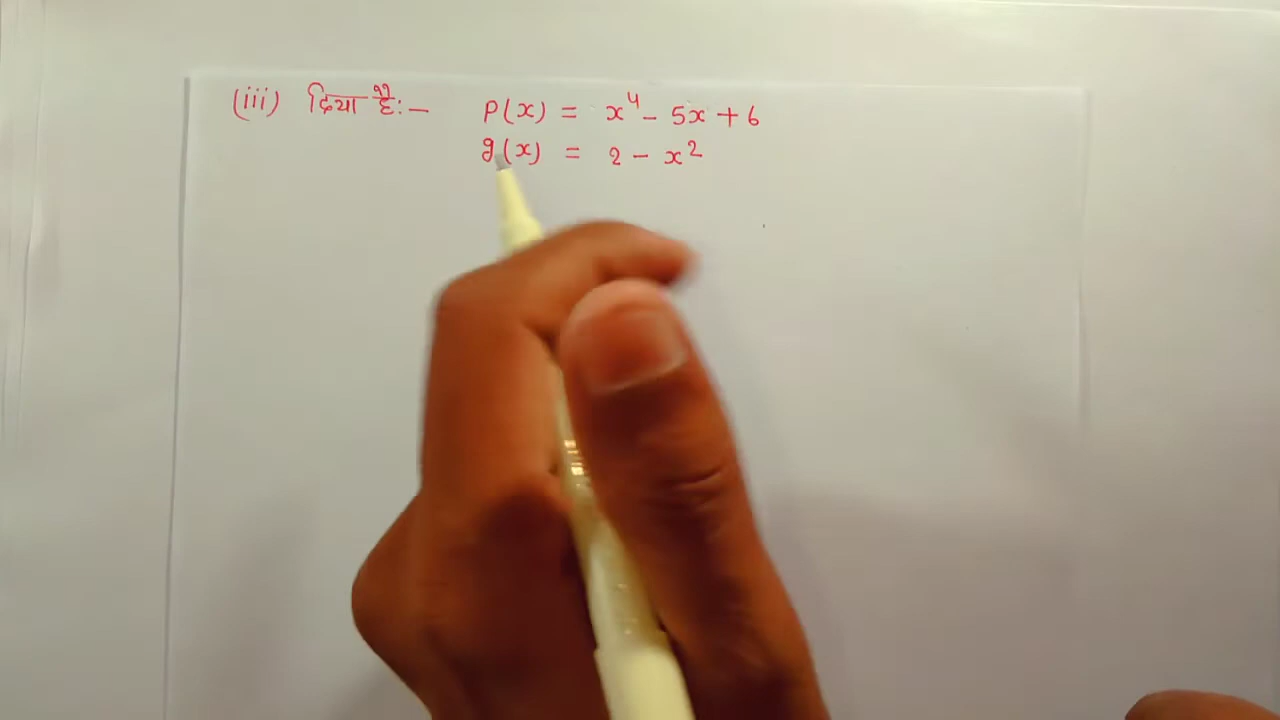 (iii) दिया है:- p(x) = x⁴ - 5x + 6
g(x) = 2 - x²